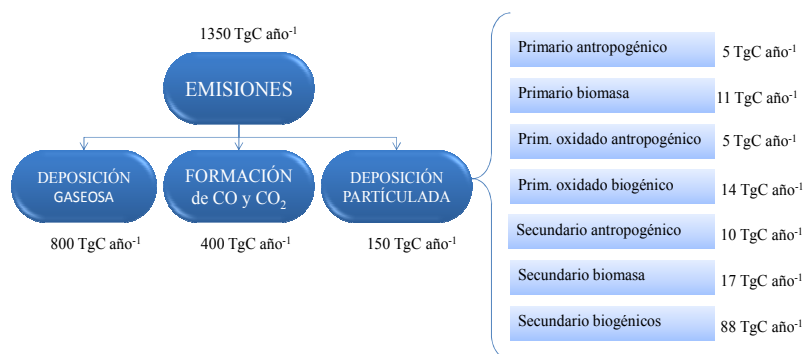 1350 TgC año⁻¹
EMISIONES
DEPOSICIÓN
GASEOSA
800 TgC año⁻¹
FORMACIÓN
de CO y CO₂
400 TgC año⁻¹
DEPOSICIÓN
PARTÍCULADA
150 TgC año⁻¹
Primario antropogénico 5 TgC año⁻¹
Primario biomasa 11 TgC año⁻¹
Prim. oxidado antropogénico 5 TgC año⁻¹
Prim. oxidado biogénico 14 TgC año⁻¹
Secundario antropogénico 10 TgC año⁻¹
Secundario biomasa 17 TgC año⁻¹
Secundario biogénicos 88 TgC año⁻¹